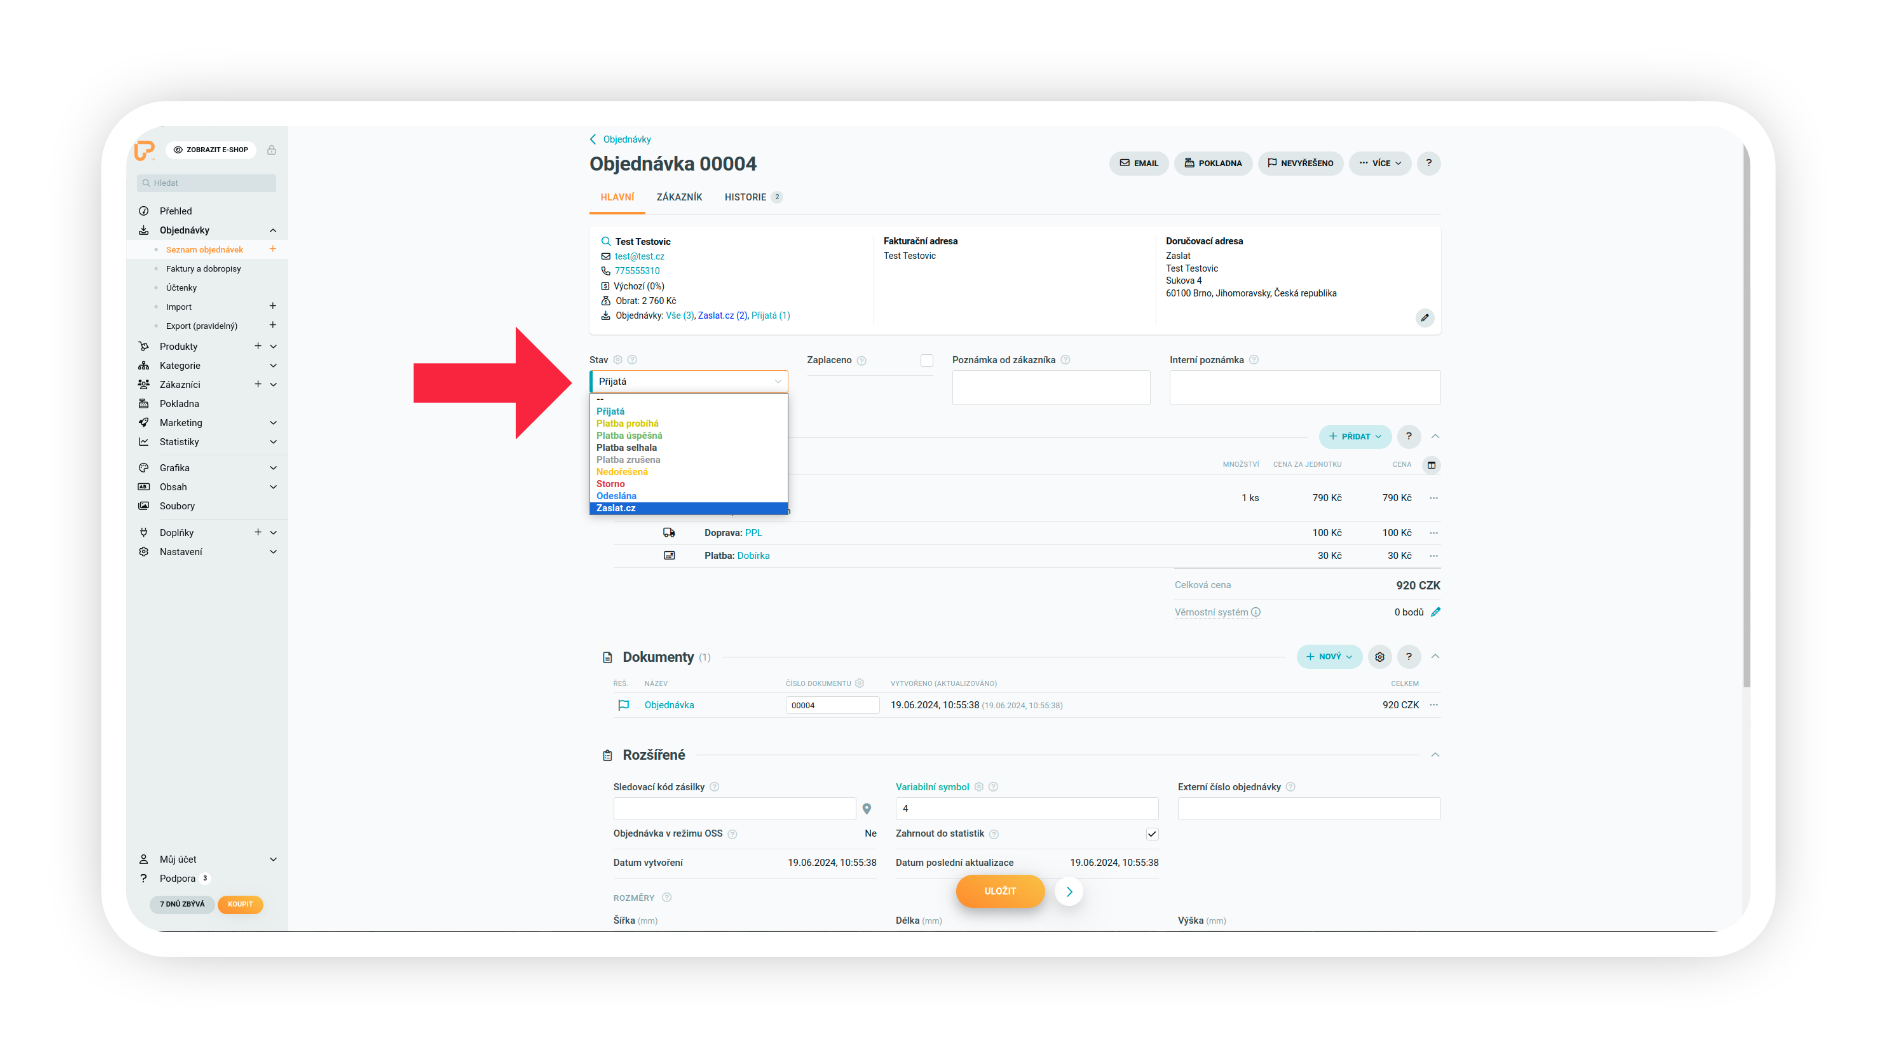 ZOBRAZIT E-SHOP
Hledat
Přehled
Objednávky
Seznam objednávek
Faktury a dobropisy
Účtenky
Import
Export (pravidelný)
Produkty
Kategorie
Zákazníci
Pokladna
Marketing
Statistiky
Grafika
Obsah
Soubory
Doplňky
Nastavení
Můj účet
Podpora 3
7 DNŮ ZBÝVÁ KOUPIT
Objednávky
Objednávka 00004
EMAIL POKLADNA NEVYŘEŠENO ··· VÍCE ?
HLAVNÍ ZÁKAZNÍK HISTORIE 2
Test Testovic
test@test.cz
775555310
Výchozí (0%)
Obrat: 2 760 Kč
Objednávky: Vše (3), Zaslat.cz (2), Přijatá (1)
Fakturační adresa
Test Testovic
Doručovací adresa
Zaslat
Test Testovic
Sukova 4
60100 Brno, Jihomoravsky, Česká republika
Stav Zaplaceno Poznámka od zákazníka Interní poznámka
Přijatá
--
Přijatá
Platba probíhá
Platba úspěšná
Platba selhala
Platba zrušena
Nedořešená
Storno
Odeslána
Zaslat.cz
+ PŘIDAT ?
MNOŽSTVÍ CENA ZA JEDNOTKU CENA
1 ks 790 Kč 790 Kč ···
Doprava: PPL 100 Kč 100 Kč ···
Platba: Dobírka 30 Kč 30 Kč ···
Celková cena 920 CZK
Věrnostní systém 0 bodů
Dokumenty (1) + NOVÝ ?
ŘEŠ. NÁZEV ČÍSLO DOKUMENTU VYTVOŘENO (AKTUALIZOVÁNO) CELKEM
Objednávka 00004 19.06.2024, 10:55:38 (19.06.2024, 10:55:38) 920 CZK ···
Rozšířené
Sledovací kód zásilky Variabilní symbol Externí číslo objednávky
4
Objednávka v režimu OSS Ne Zahrnout do statistik
Datum vytvoření 19.06.2024, 10:55:38 Datum poslední aktualizace 19.06.2024, 10:55:38
ULOŽIT
ROZMĚRY
Šířka (mm) Délka (mm) Výška (mm)